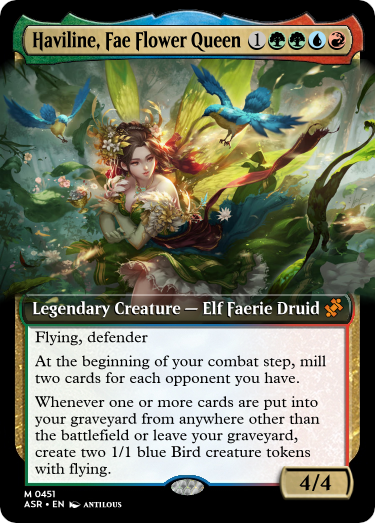 Haviline, Fae Flower Queen 1
Legendary Creature — Elf Faerie Druid
Flying, defender
At the beginning of your combat step, mill
two cards for each opponent you have.
Whenever one or more cards are put into
your graveyard from anywhere other than
the battlefield or leave your graveyard,
create two 1/1 blue Bird creature tokens
with flying.
4/4
M 0451
ASR • EN ANTILOUS